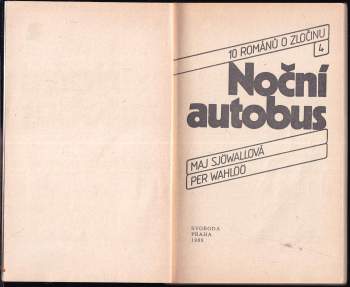 10 ROMÁNŮ O ZLOČINU
4
Noční
autobus
MAJ SJÖWALLOVÁ
PER WAHLÖÖ
SVOBODA
PRAHA
1988